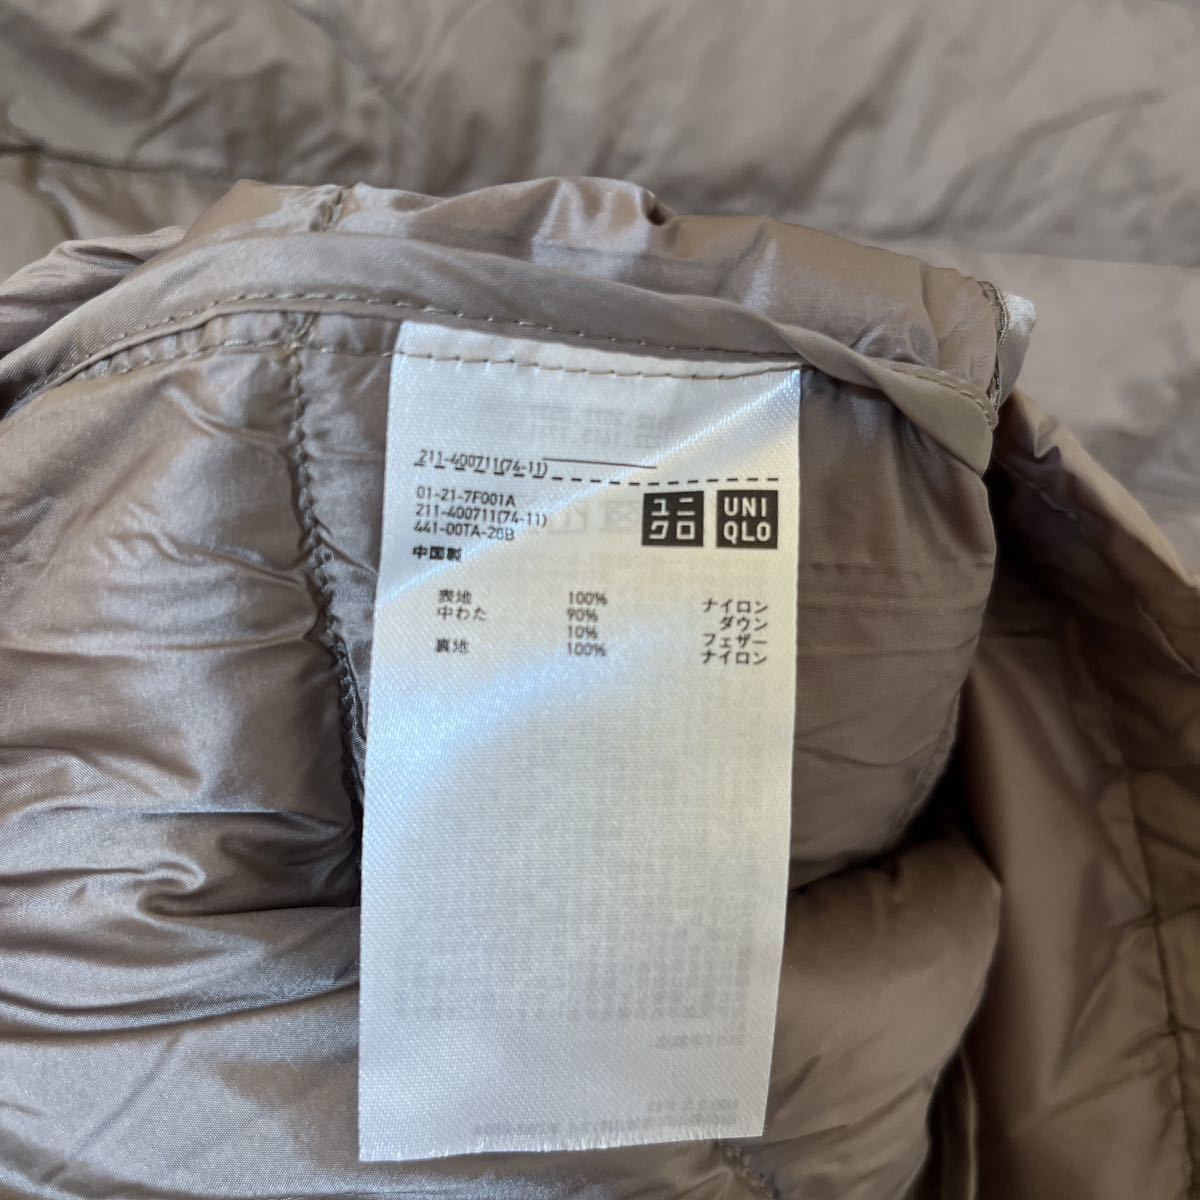 211-400711(74-11)
01-21-7F001A
211-400711(74-11)
441-00TA-28B
中国製
ユニ
クロ
UNI
QLO
表地 100% ナイロン
中わた 90% ダウン
10% フェザー
裏地 100% ナイロン